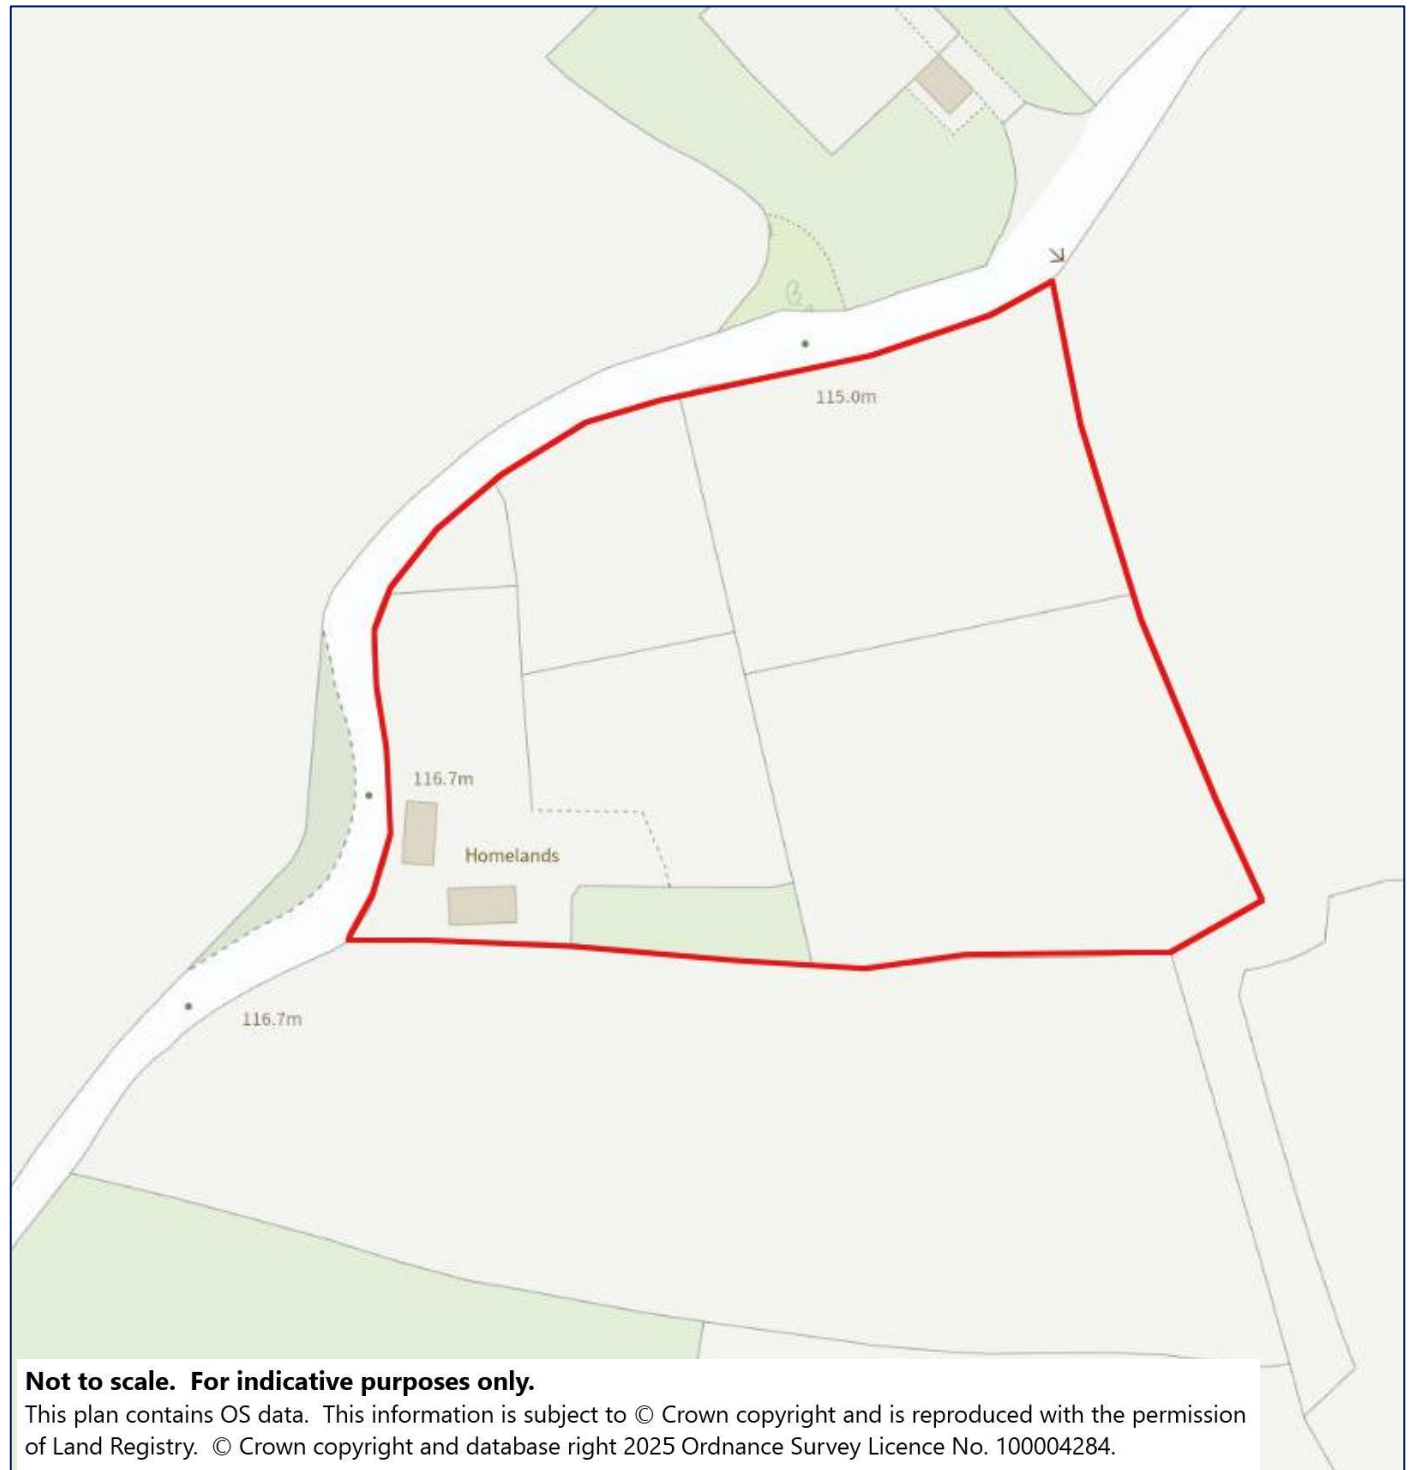 115.0m
116.7m
Homelands
116.7m
Not to scale.  For indicative purposes only.
This plan contains OS data.  This information is subject to © Crown copyright and is reproduced with the permission
of Land Registry.  © Crown copyright and database right 2025 Ordnance Survey Licence No. 100004284.